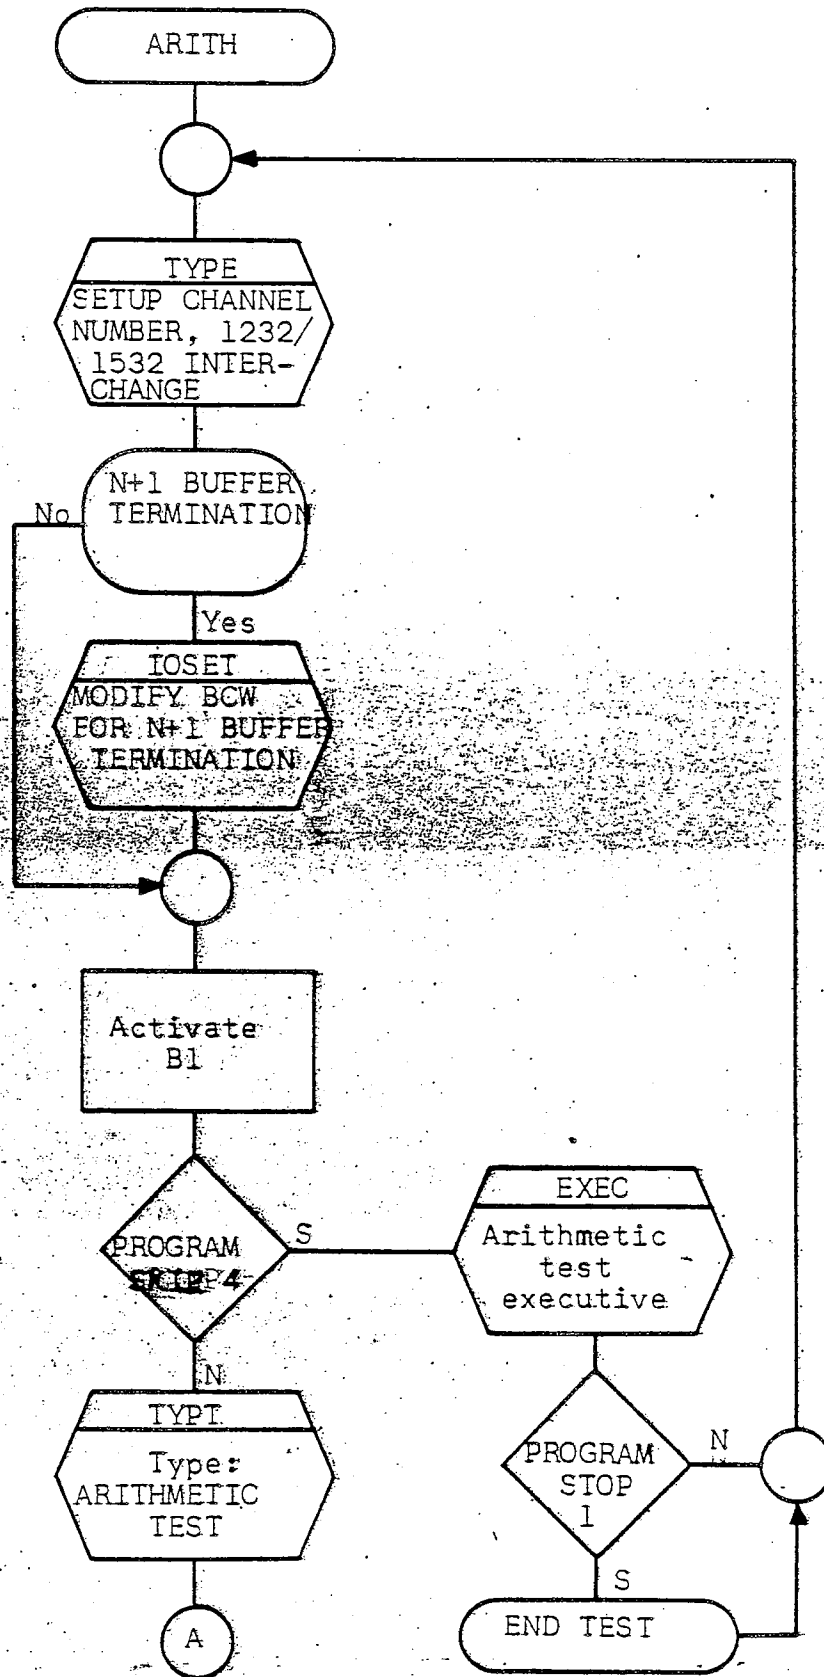 ARITH
TYPE
SETUP CHANNEL
NUMBER, 1232/
1532 INTER-
CHANGE
N+1 BUFFER
TERMINATION
No
Yes
IOSET
MODIFY BCW
FOR N+1 BUFFER
TERMINATION
Activate
B1
PROGRAM
4
S
N
EXEC
Arithmetic
test
executive
TYPT
Type:
ARITHMETIC
TEST
PROGRAM
STOP
1
N
S
A
END TEST